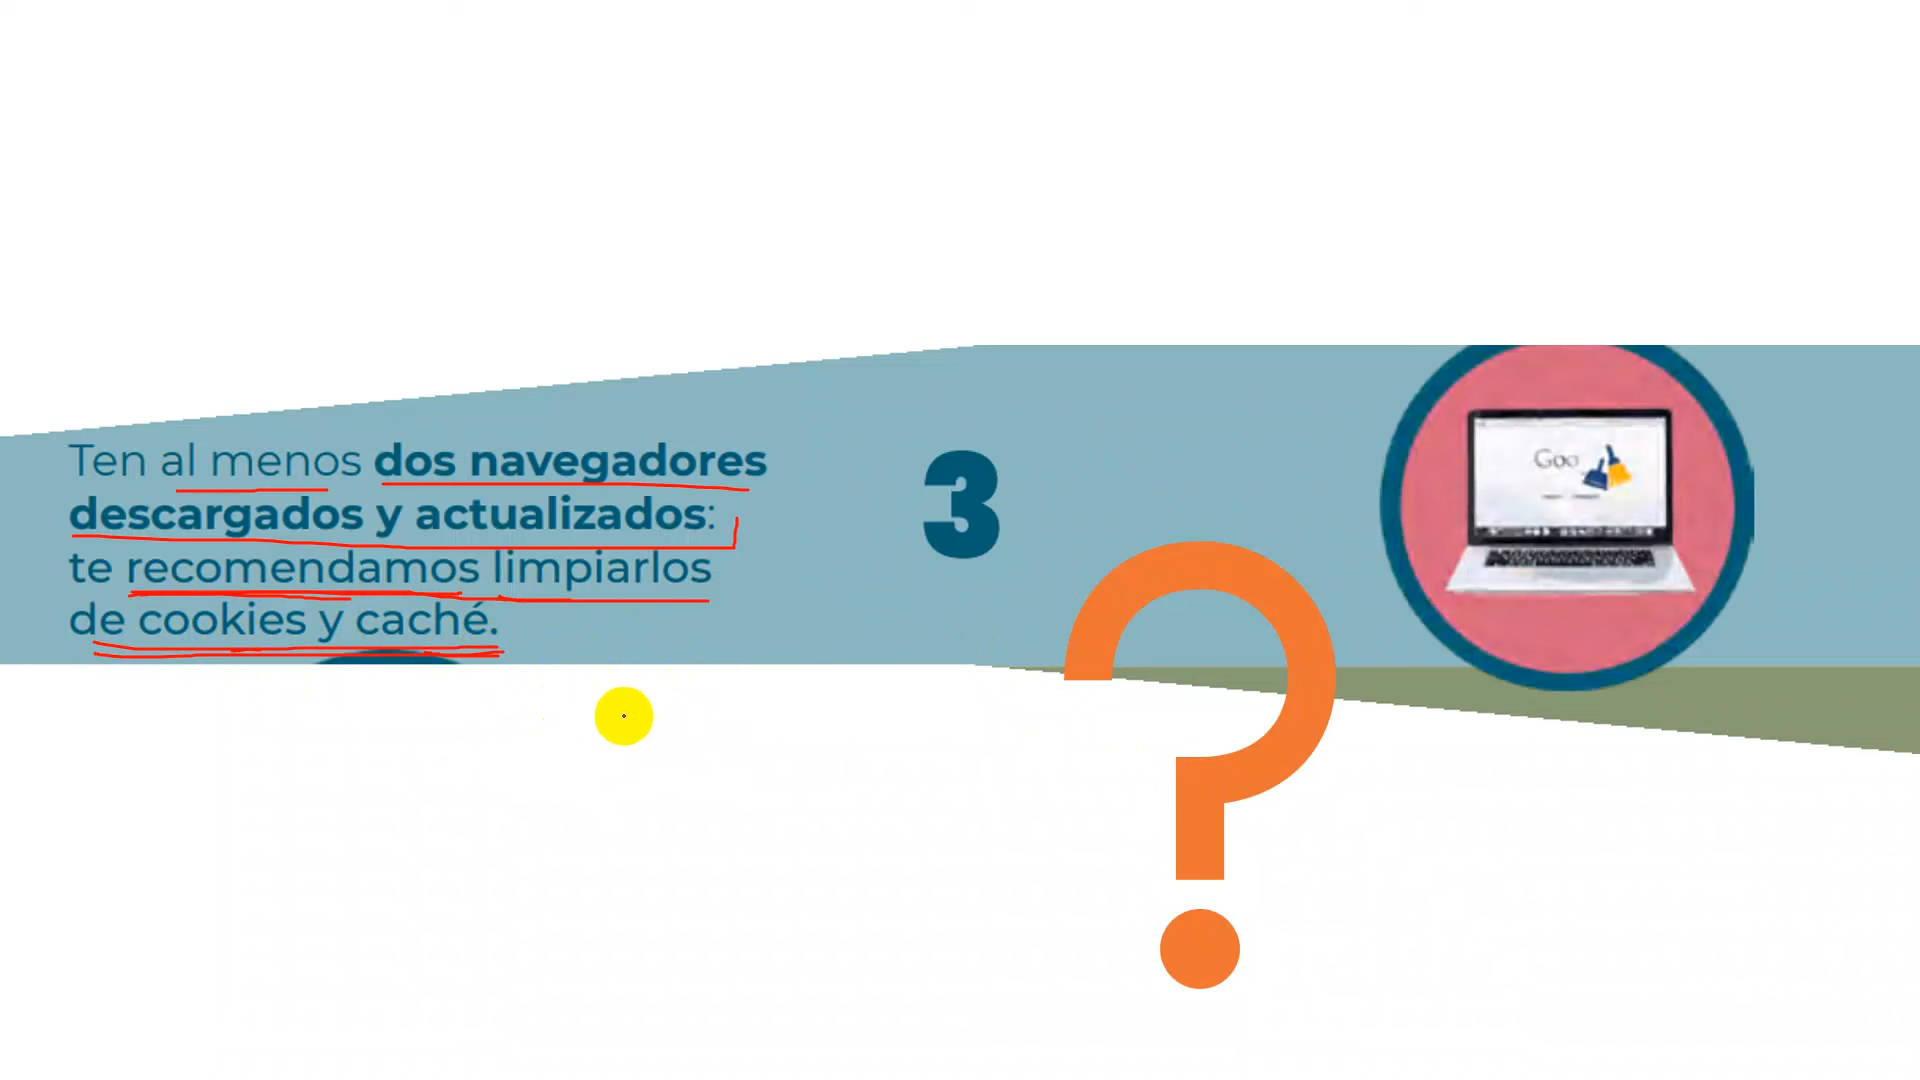 Ten al menos dos navegadores
descargados y actualizados:
te recomendamos limpiarlos
de cookies y caché.
3
Goo
?